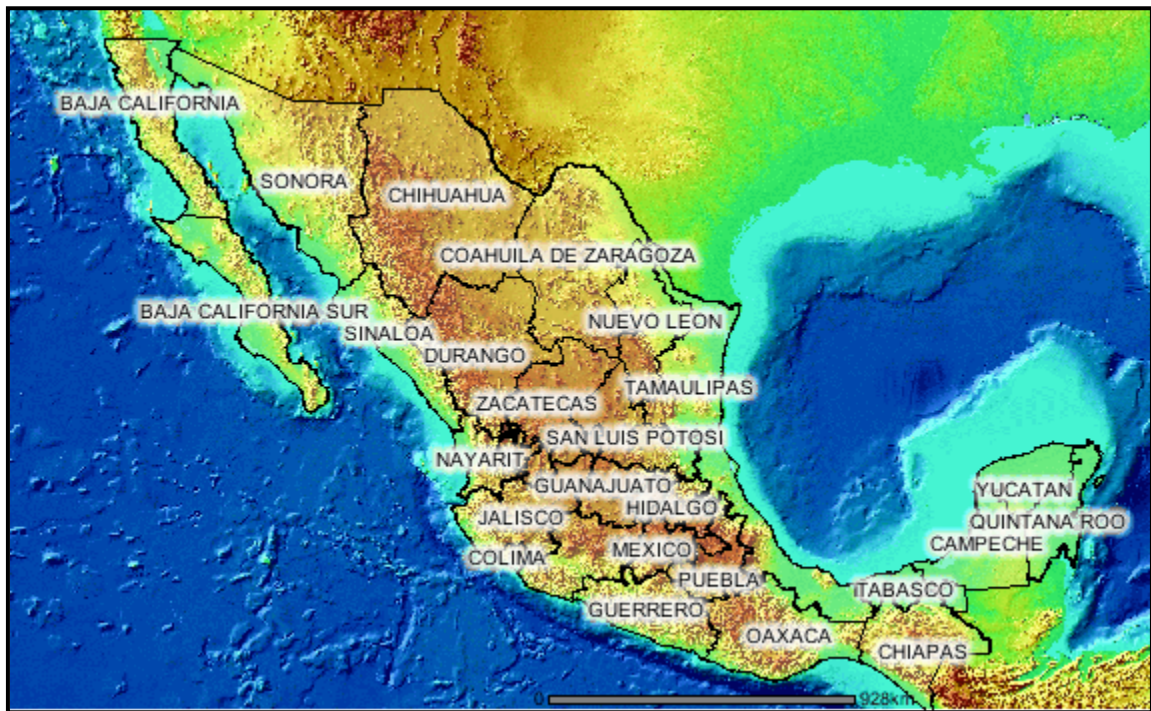 BAJA CALIFORNIA
SONORA
CHIHUAHUA
COAHUILA DE ZARAGOZA
BAJA CALIFORNIA SUR
SINALOA
NUEVO LEON
DURANGO
TAMAULIPAS
ZACATECAS
SAN LUIS POTOSI
NAYARIT
GUANAJUATO
YUCATAN
HIDALGO
JALISCO
QUINTANA ROO
CAMPECHE
MEXICO
COLIMA
PUEBLA
TABASCO
GUERRERO
OAXACA
CHIAPAS
0 928km